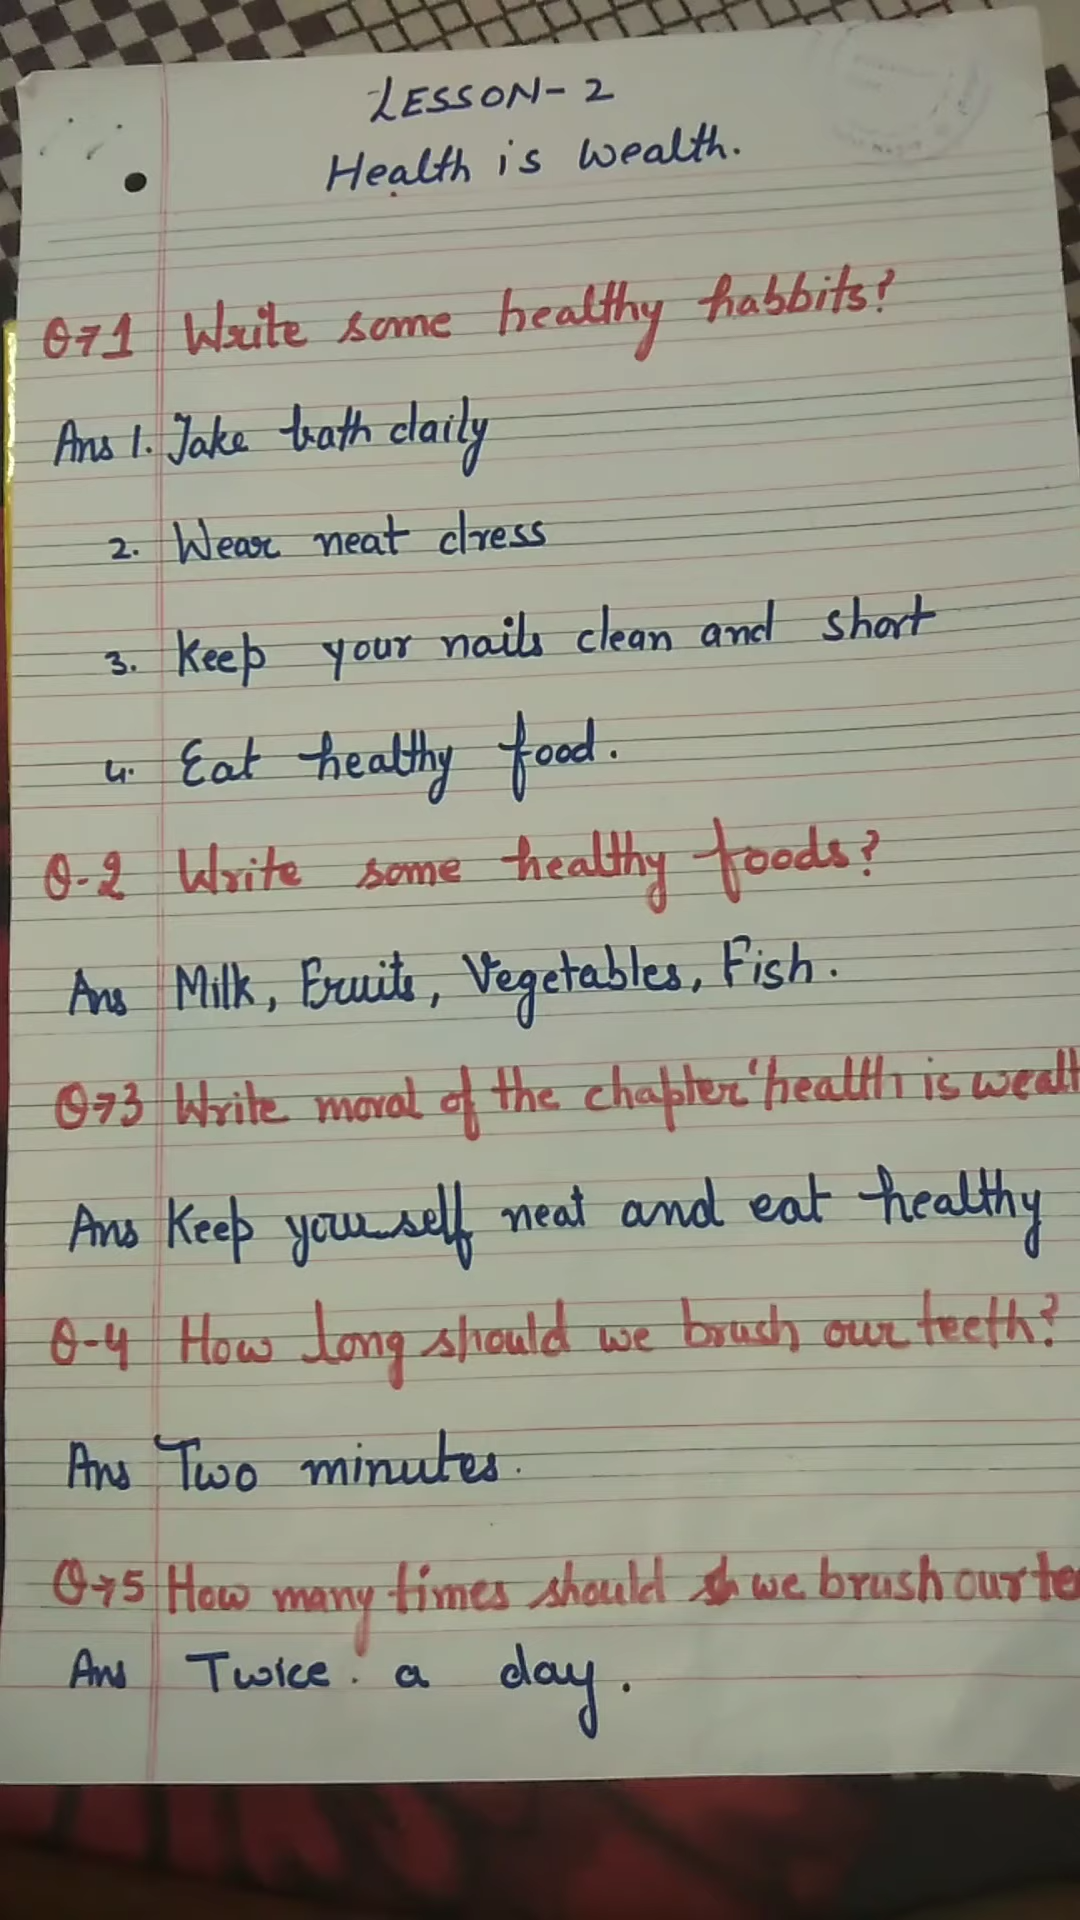 LESSON-2
Health is wealth.
Q→1 Write some healthy habbits?
Ans 1. Take bath daily
2. Wear neat dress
3. Keep your nails clean and short
4. Eat healthy food.
Q-2 Write some healthy foods?
Ans Milk, Fruits, Vegetables, Fish.
Q→3 Write moral of the chapter "health is wealt
Ans Keep yourself neat and eat healthy
Q-4 How long should we brush our teeth?
Ans Two minutes.
Q→5 How many times should we brush our te
Ans Twice a day.